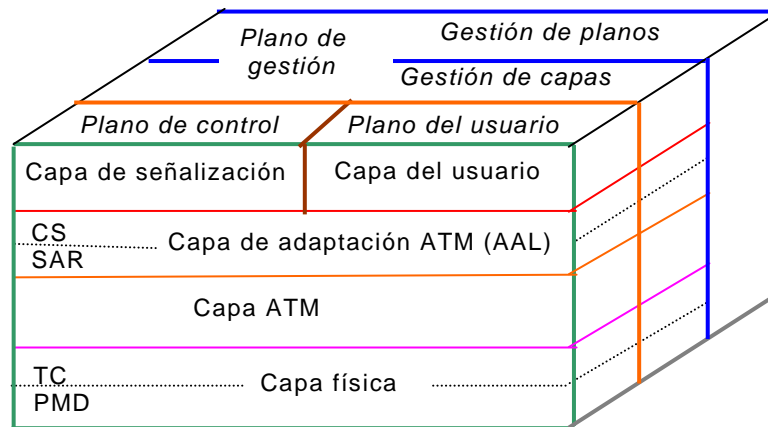 Plano de
gestión
Gestión de planos
Gestión de capas
Plano de control
Plano del usuario
Capa de señalización
Capa del usuario
CS
SAR
Capa de adaptación ATM (AAL)
Capa ATM
TC
PMD
Capa física